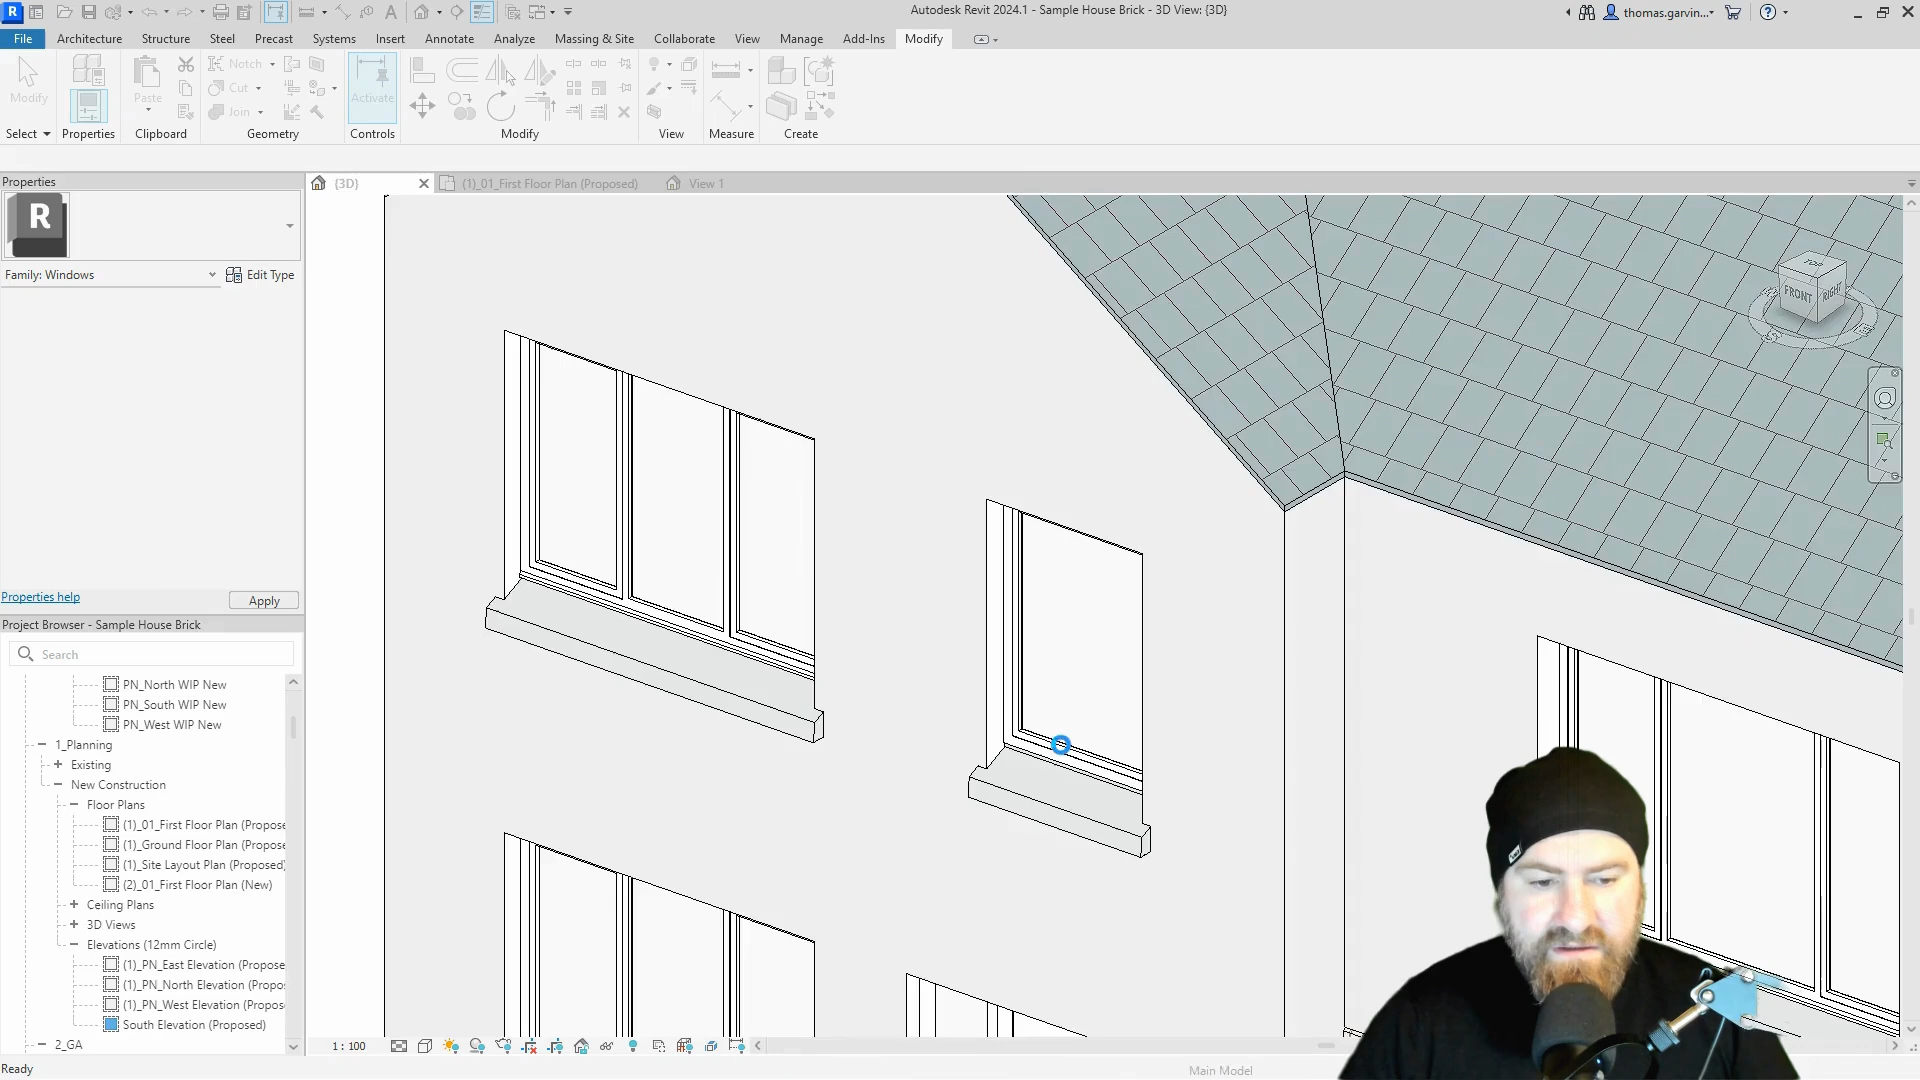 R
Autodesk Revit 2024.1 - Sample House Brick - 3D View: {3D}
thomas.garvin...
File
Architecture
Structure
Steel
Precast
Systems
Insert
Annotate
Analyze
Massing & Site
Collaborate
View
Manage
Add-Ins
Modify
Modify
Paste
Notch
Cut
Join
Activate
Select
Properties
Clipboard
Geometry
Controls
Modify
View
Measure
Create
Properties
{3D}
(1)_01_First Floor Plan (Proposed)
View 1
R
Family: Windows
Edit Type
TOP
FRONT
RIGHT
Properties help
Apply
Project Browser - Sample House Brick
Search
PN_North WIP New
PN_South WIP New
PN_West WIP New
1_Planning
Existing
New Construction
Floor Plans
(1)_01_First Floor Plan (Propose
(1)_Ground Floor Plan (Propose
(1)_Site Layout Plan (Proposed)
(2)_01_First Floor Plan (New)
Ceiling Plans
3D Views
Elevations (12mm Circle)
(1)_PN_East Elevation (Propose
(1)_PN_North Elevation (Propos
(1)_PN_West Elevation (Propos
South Elevation (Proposed)
2_GA
1 : 100
Ready
Main Model